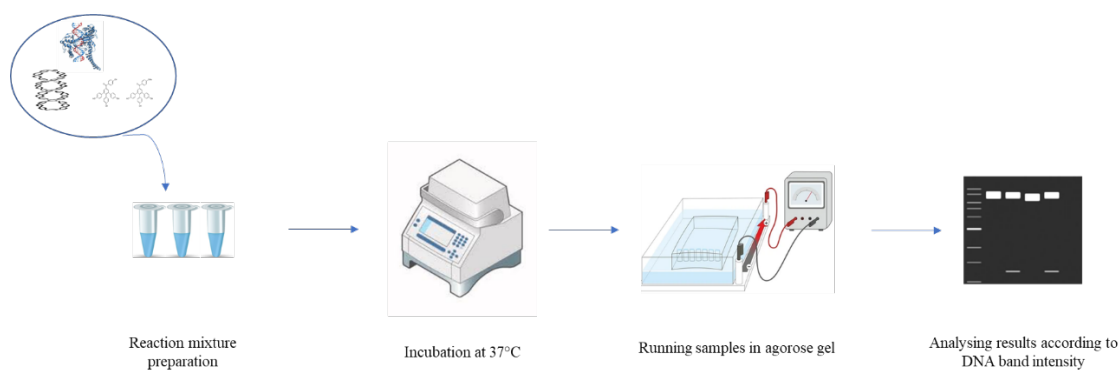 Reaction mixture
preparation
Incubation at 37°C
Running samples in agorose gel
Analysing results according to
DNA band intensity